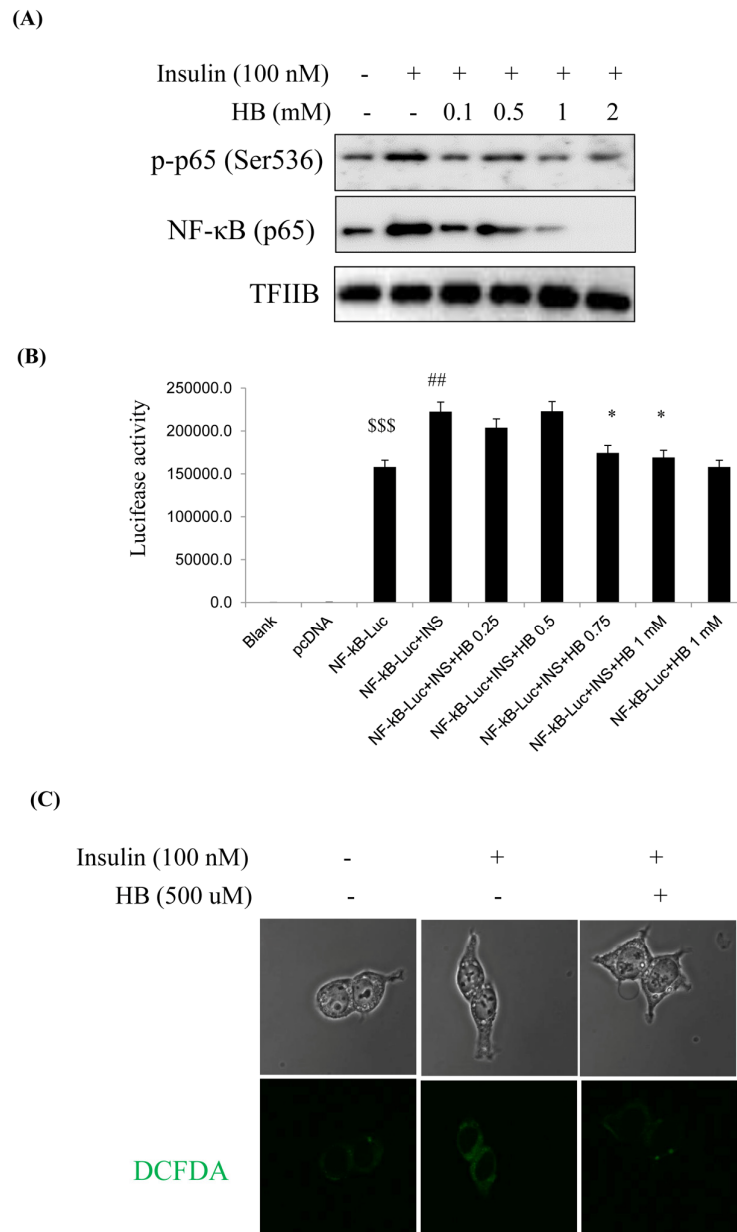 (A)
Insulin (100 nM) - + + + + +
HB (mM) - - 0.1 0.5 1 2
p-p65 (Ser536)
NF-κB (p65)
TFIIB
(B)
Lucifease activity
250000.0
200000.0
150000.0
100000.0
50000.0
0.0
$$$
##
*
*
Blank
pcDNA
NF-kB-Luc
NF-kB-Luc+INS
NF-kB-Luc+INS+HB 0.25
NF-kB-Luc+INS+HB 0.5
NF-kB-Luc+INS+HB 0.75
NF-kB-Luc+INS+HB 1 mM
NF-kB-Luc+HB 1 mM
(C)
Insulin (100 nM) - + +
HB (500 uM) - - +
DCFDA